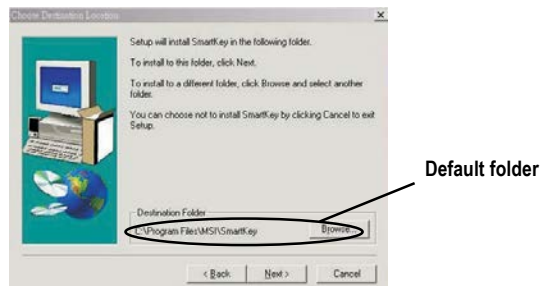 Choose Destination Location
Setup will install SmartKey in the following folder.
To install to this folder, click Next.
To install to a different folder, click Browse and select another
folder.
You can choose not to install SmartKey by clicking Cancel to exit
Setup.
Default folder
Destination Folder
C:\Program Files\MSI\SmartKey
Browse...
< Back
Next >
Cancel